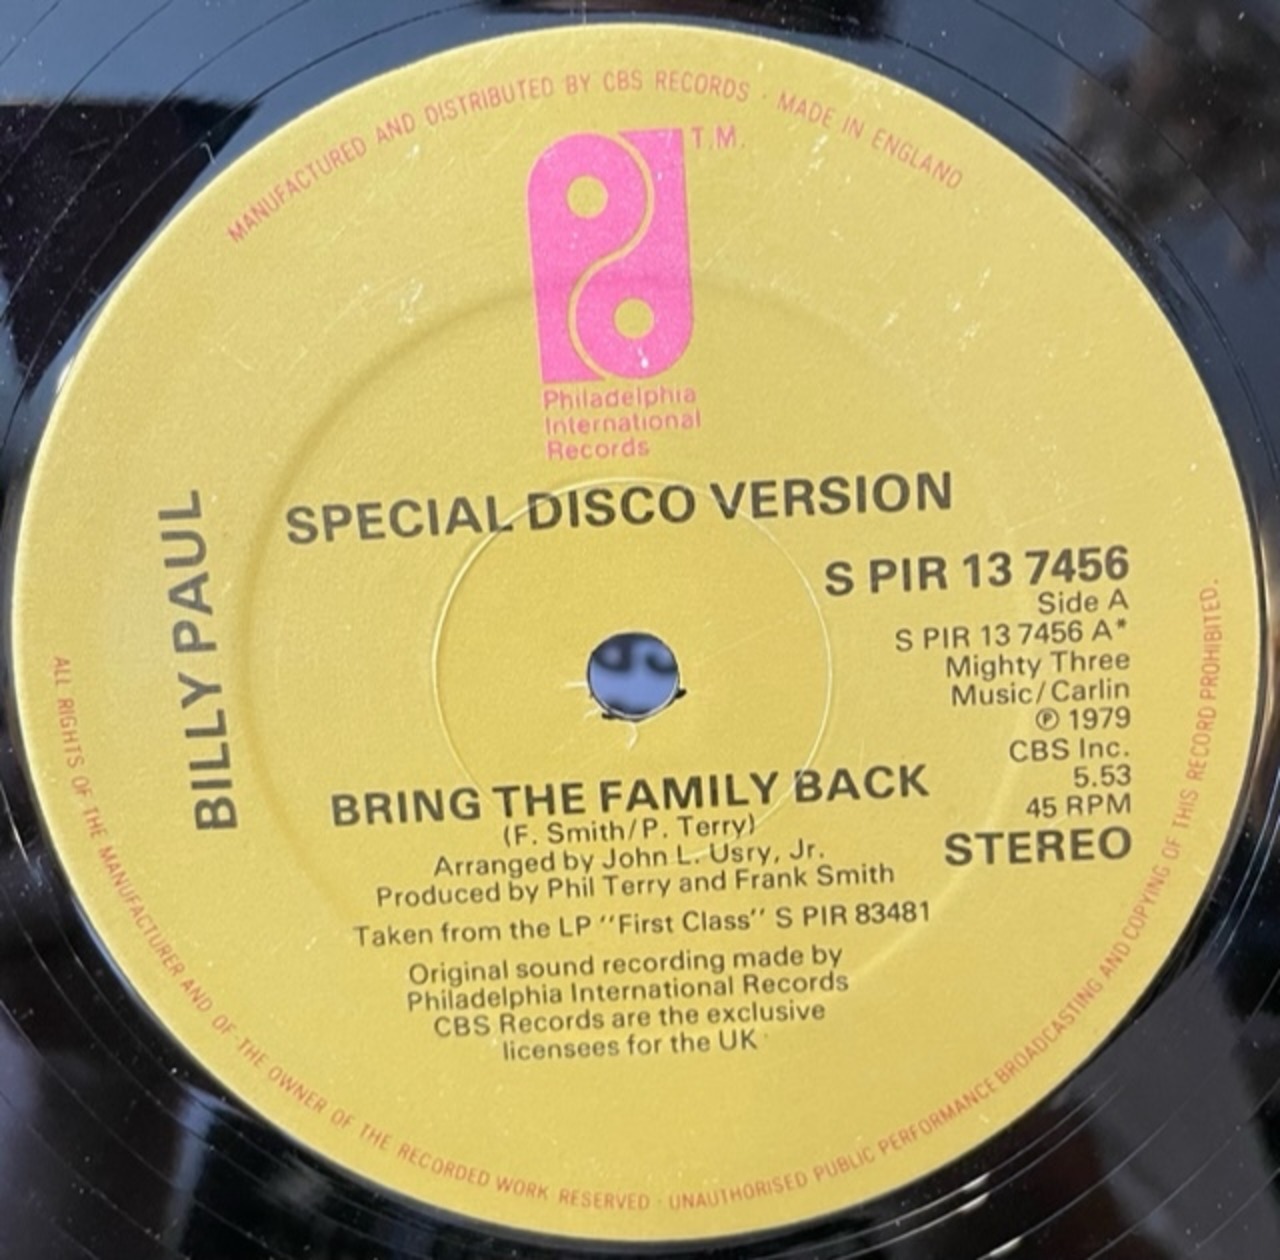 MANUFACTURED AND DISTRIBUTED BY CBS RECORDS · MADE IN ENGLAND
T.M.
Philadelphia
International
Records
SPECIAL DISCO VERSION
BILLY PAUL
S PIR 13 7456
Side A
S PIR 13 7456 A*
Mighty Three
Music/Carlin
℗ 1979
CBS Inc.
5.53
45 RPM
STEREO
BRING THE FAMILY BACK
(F. Smith/P. Terry)
Arranged by John L. Usry, Jr.
Produced by Phil Terry and Frank Smith
Taken from the LP "First Class" S PIR 83481
Original sound recording made by
Philadelphia International Records
CBS Records are the exclusive
licensees for the UK
ALL RIGHTS OF THE MANUFACTURER AND OF THE OWNER OF THE RECORDED WORK RESERVED · UNAUTHORISED PUBLIC PERFORMANCE BROADCASTING AND COPYING OF THIS RECORD PROHIBITED.